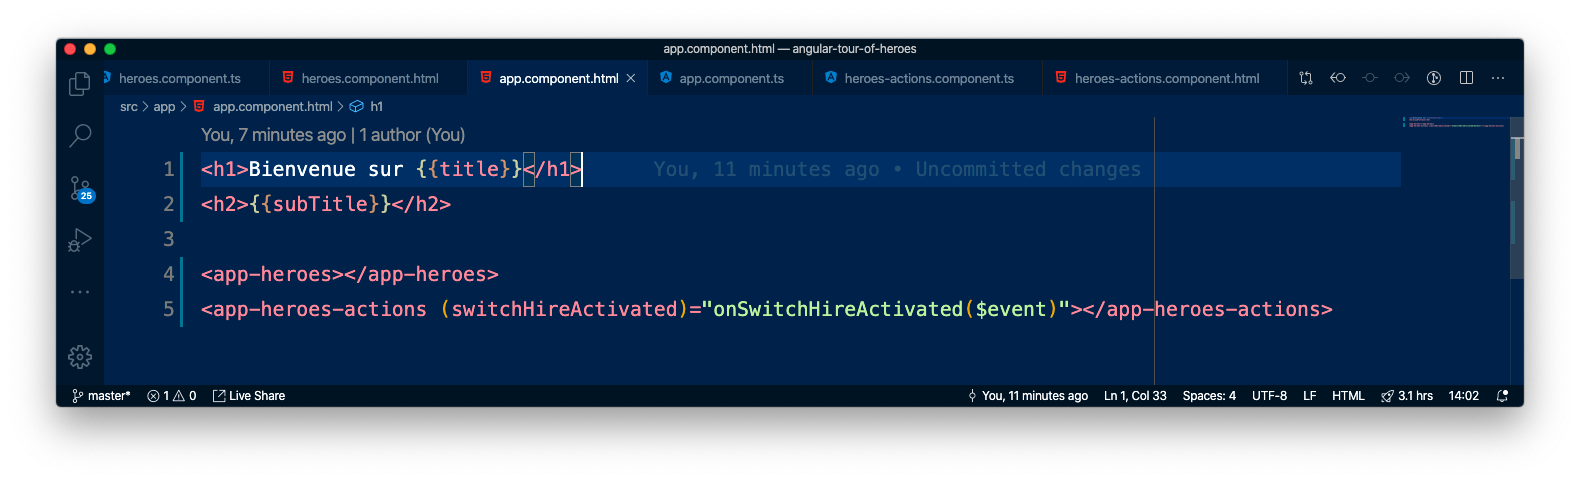 app.component.html — angular-tour-of-heroes
heroes.component.ts heroes.component.html app.component.html app.component.ts heroes-actions.component.ts heroes-actions.component.html
src > app > app.component.html > h1
You, 7 minutes ago | 1 author (You)
1 <h1>Bienvenue sur {{title}}</h1> You, 11 minutes ago • Uncommitted changes
2 <h2>{{subTitle}}</h2>
3
4 <app-heroes></app-heroes>
5 <app-heroes-actions (switchHireActivated)="onSwitchHireActivated($event)"></app-heroes-actions>
25
master* 1 0 Live Share You, 11 minutes ago Ln 1, Col 33 Spaces: 4 UTF-8 LF HTML 3.1 hrs 14:02